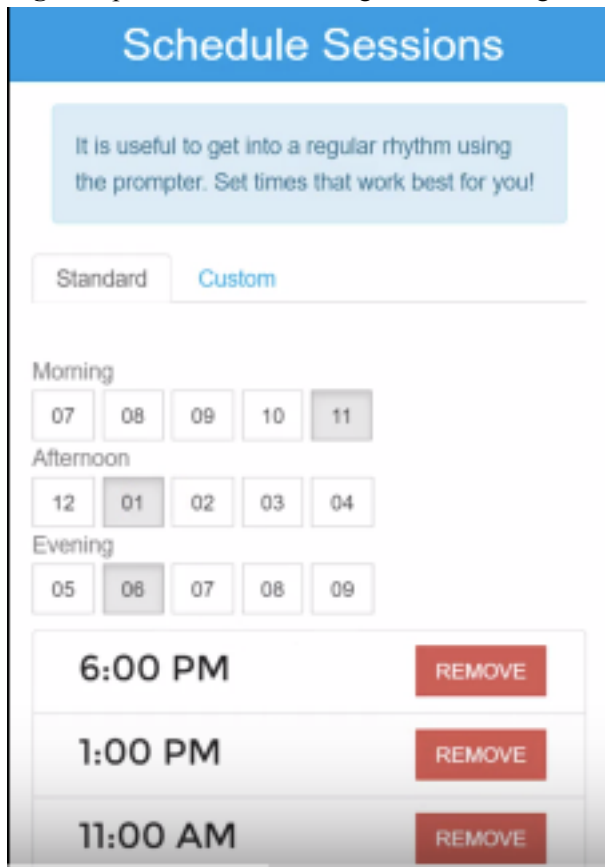 Schedule Sessions
It is useful to get into a regular rhythm using
the prompter. Set times that work best for you!
Standard Custom
Morning
07 08 09 10 11
Afternoon
12 01 02 03 04
Evening
05 06 07 08 09
6:00 PM REMOVE
1:00 PM REMOVE
11:00 AM REMOVE